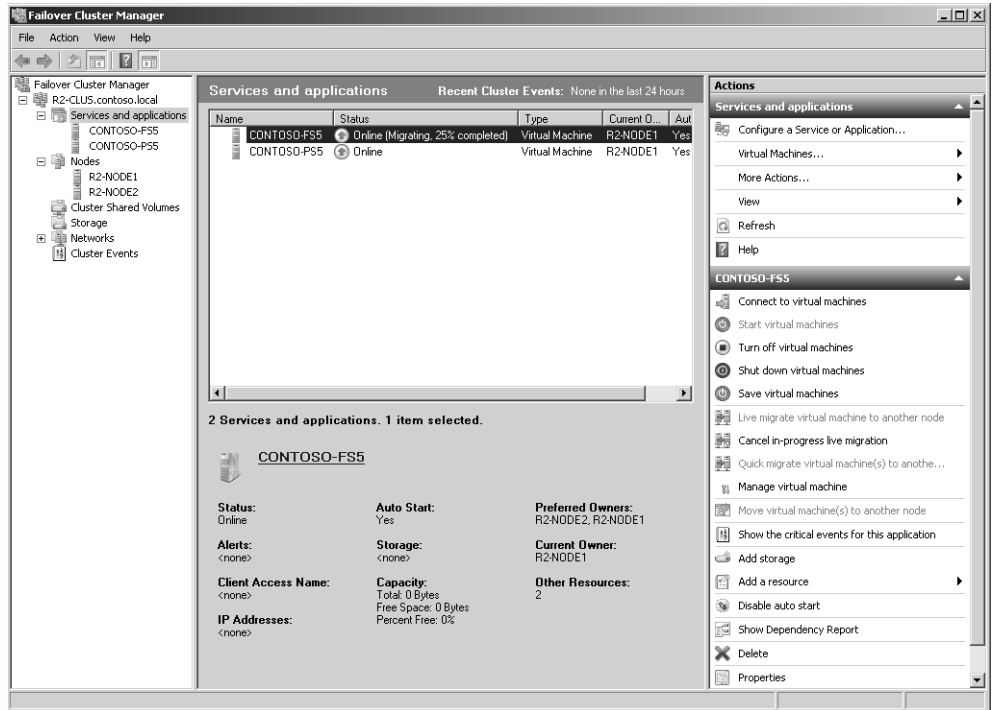 Failover Cluster Manager
File Action View Help
Failover Cluster Manager
R2-CLUS.contoso.local
Services and applications
CONTOSO-FS5
CONTOSO-PS5
Nodes
R2-NODE1
R2-NODE2
Cluster Shared Volumes
Storage
Networks
Cluster Events
Services and applications Recent Cluster Events: None in the last 24 hours
Name Status Type Current O... Aut
CONTOSO-FS5 Online (Migrating, 25% completed) Virtual Machine R2-NODE1 Yes
CONTOSO-PS5 Online Virtual Machine R2-NODE1 Yes
2 Services and applications. 1 item selected.
CONTOSO-FS5
Status: Auto Start: Preferred Owners:
Online Yes R2-NODE2, R2-NODE1
Alerts: Storage: Current Owner:
<none> <none> R2-NODE1
Client Access Name: Capacity: Other Resources:
<none> Total: 0 Bytes 2
Free Space: 0 Bytes
IP Addresses: Percent Free: 0%
<none>
Actions
Services and applications
Configure a Service or Application...
Virtual Machines...
More Actions...
View
Refresh
Help
CONTOSO-FS5
Connect to virtual machines
Start virtual machines
Turn off virtual machines
Shut down virtual machines
Save virtual machines
Live migrate virtual machine to another node
Cancel in-progress live migration
Quick migrate virtual machine(s) to anothe...
Manage virtual machine
Move virtual machine(s) to another node
Show the critical events for this application
Add storage
Add a resource
Disable auto start
Show Dependency Report
Delete
Properties